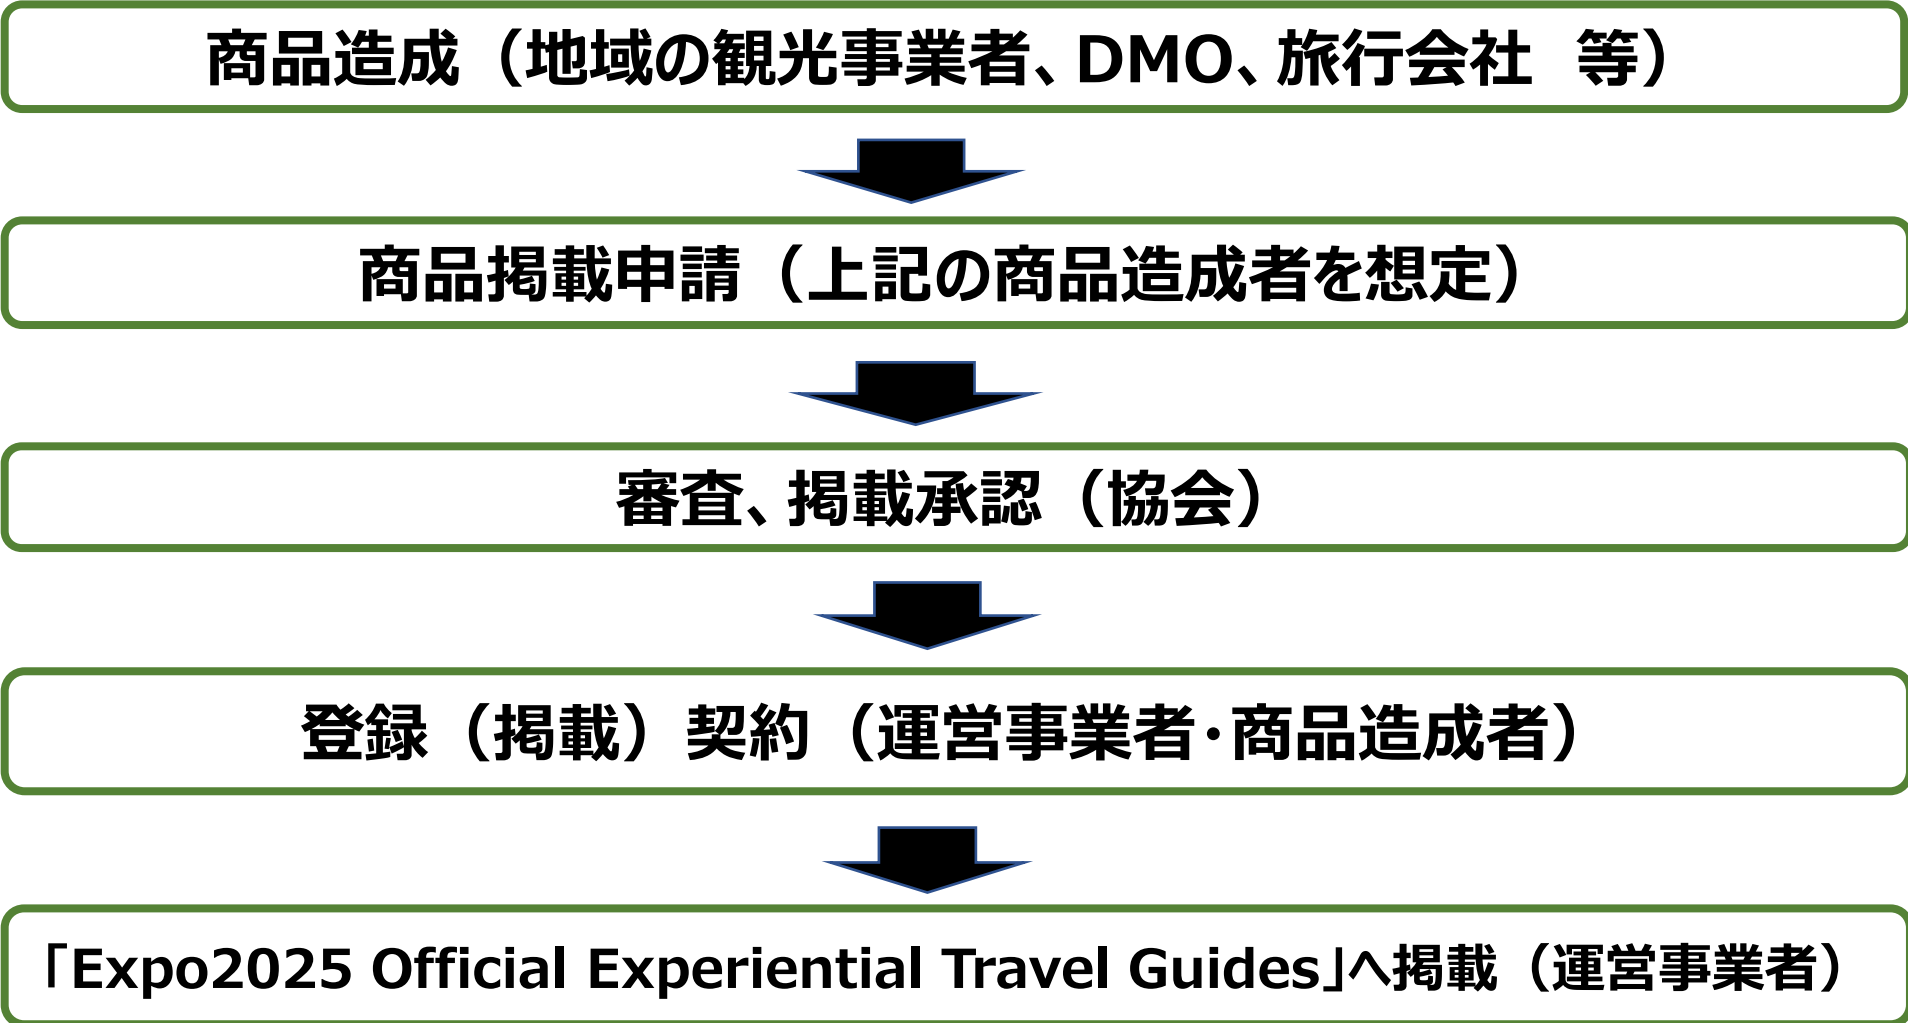 商品造成（地域の観光事業者、DMO、旅行会社　等）
商品掲載申請（上記の商品造成者を想定）
審査、掲載承認（協会）
登録（掲載）契約（運営事業者・商品造成者）
「Expo2025 Official Experiential Travel Guides」へ掲載（運営事業者）